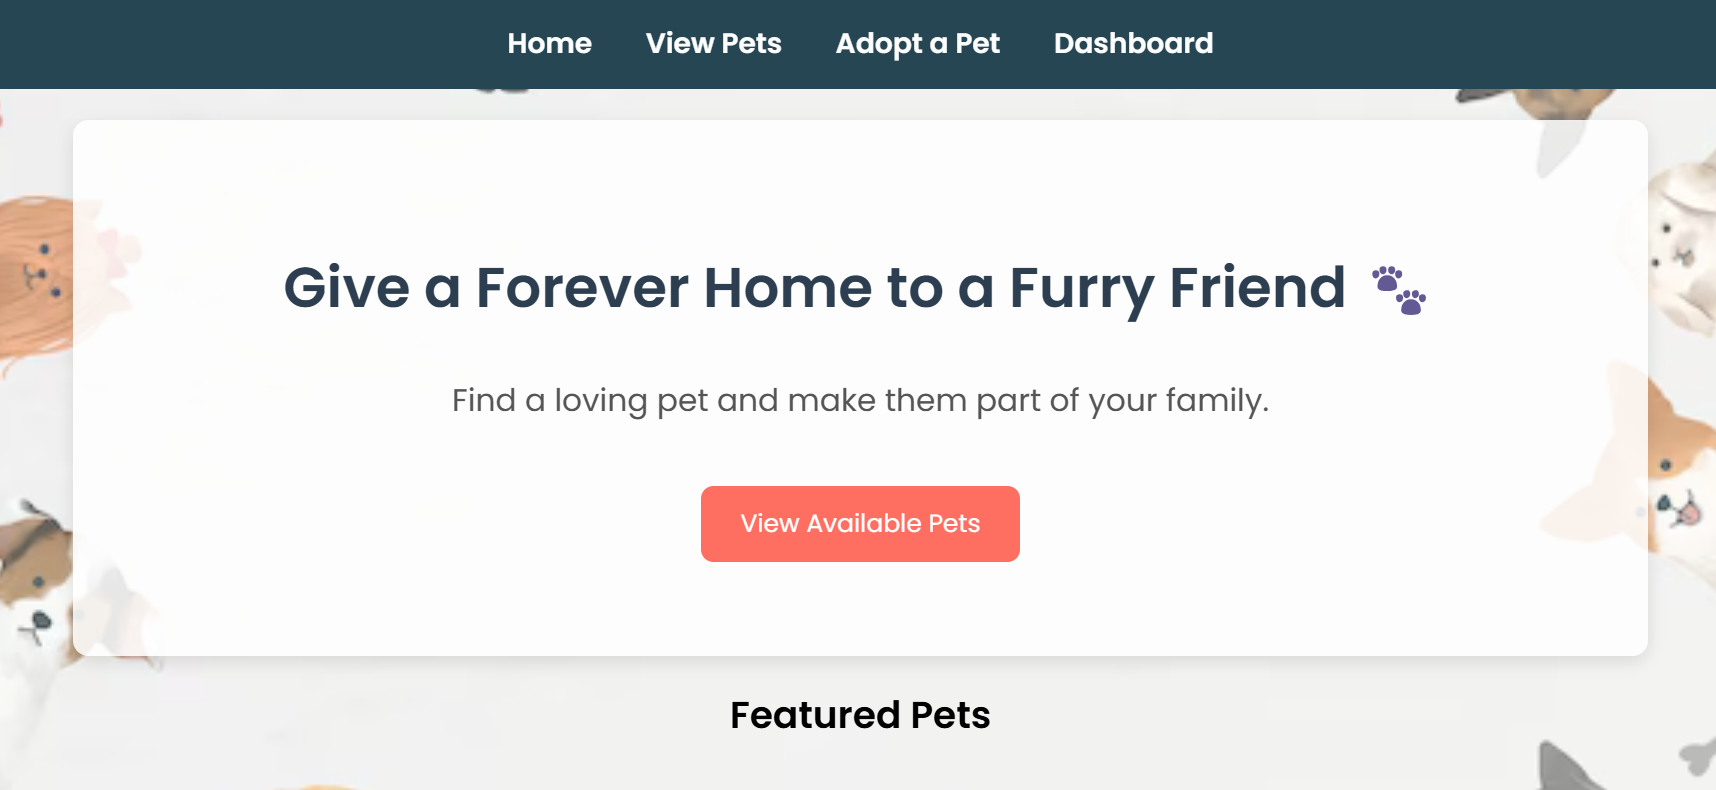 Home View Pets Adopt a Pet Dashboard
Give a Forever Home to a Furry Friend 🐾
Find a loving pet and make them part of your family.
View Available Pets
Featured Pets